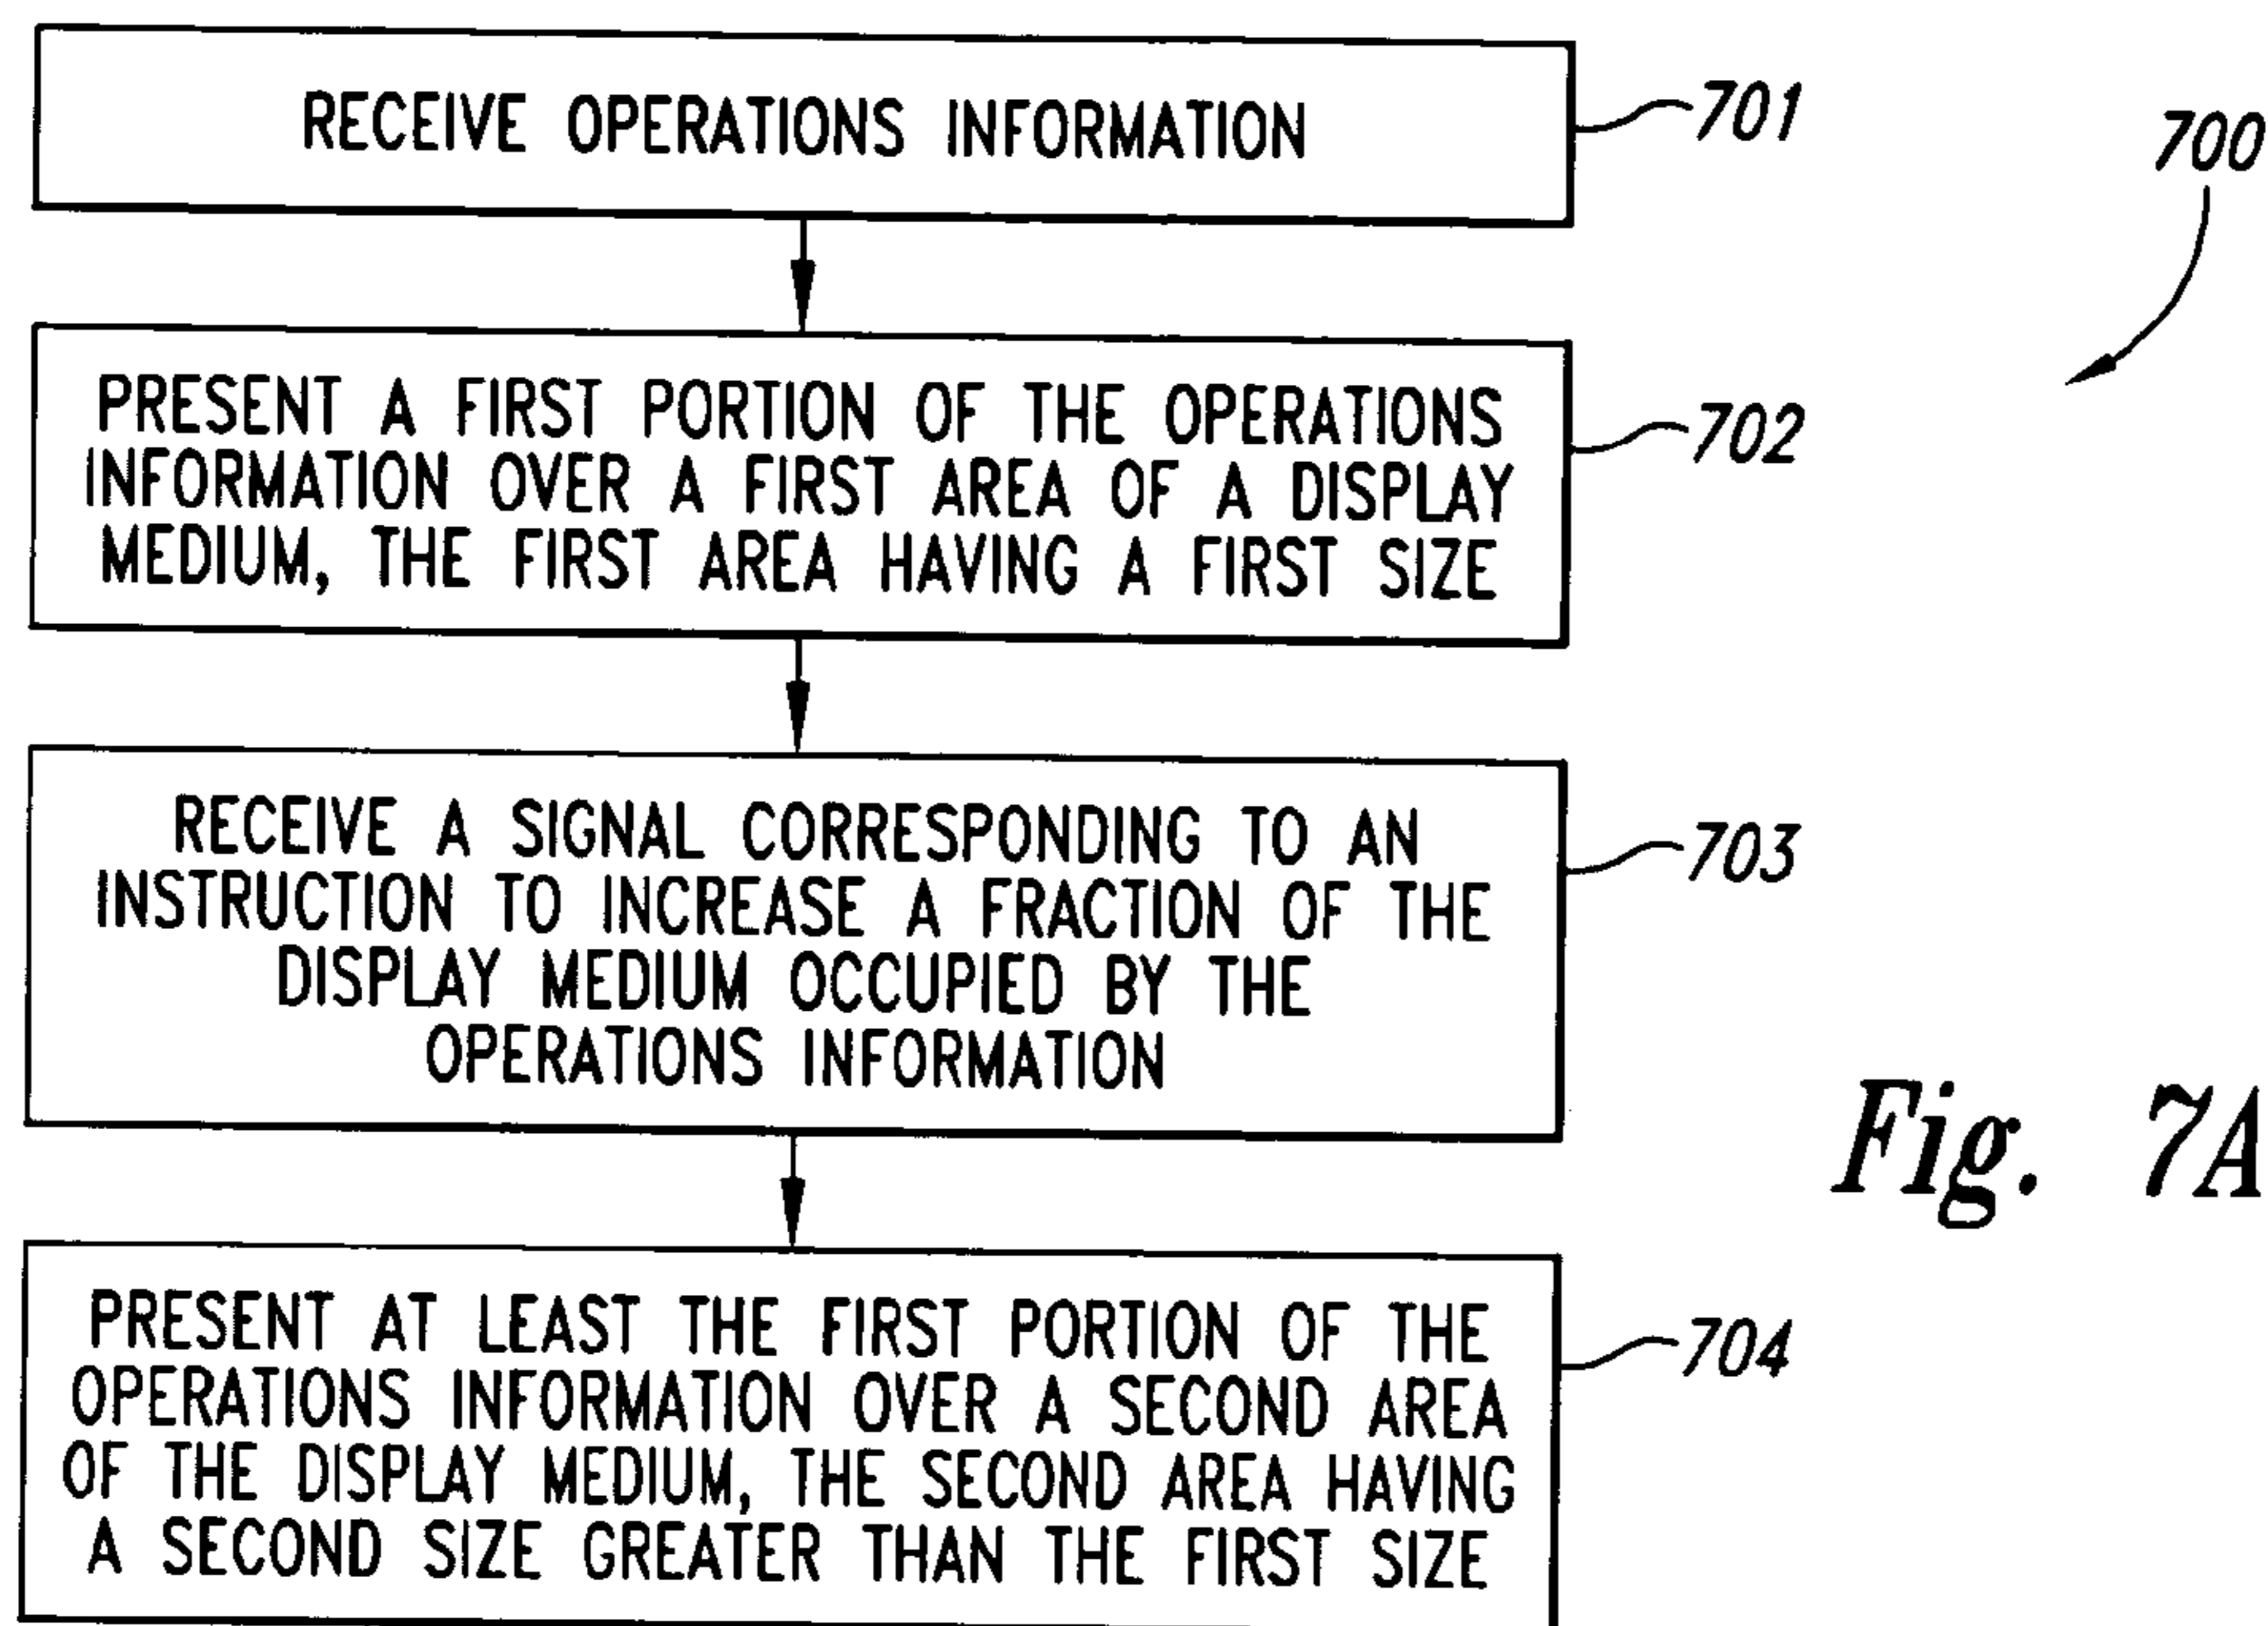 RECEIVE OPERATIONS INFORMATION
701
700
PRESENT A FIRST PORTION OF THE OPERATIONS
INFORMATION OVER A FIRST AREA OF A DISPLAY
MEDIUM, THE FIRST AREA HAVING A FIRST SIZE
702
RECEIVE A SIGNAL CORRESPONDING TO AN
INSTRUCTION TO INCREASE A FRACTION OF THE
DISPLAY MEDIUM OCCUPIED BY THE
OPERATIONS INFORMATION
703
Fig. 7A
PRESENT AT LEAST THE FIRST PORTION OF THE
OPERATIONS INFORMATION OVER A SECOND AREA
OF THE DISPLAY MEDIUM, THE SECOND AREA HAVING
A SECOND SIZE GREATER THAN THE FIRST SIZE
704